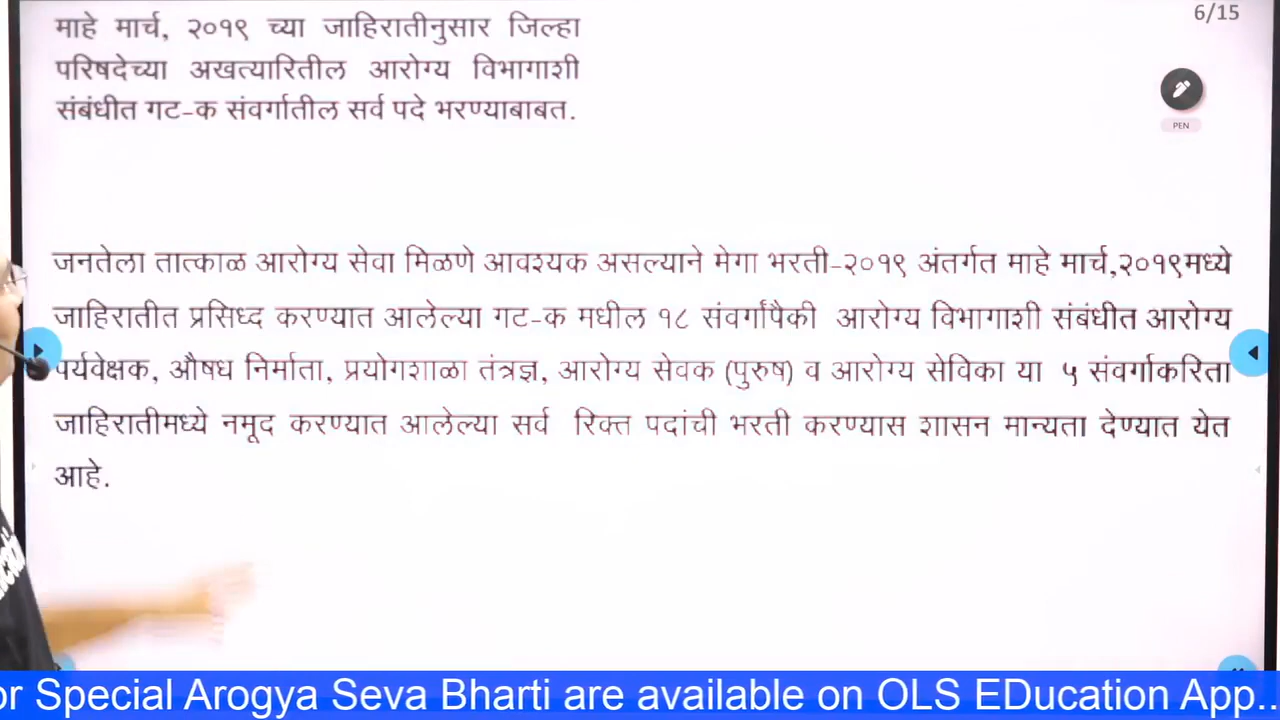 माहे मार्च, २०१९ च्या जाहिरातीनुसार जिल्हा
6/15
परिषदेच्या अखत्यारितील आरोग्य विभागाशी
संबंधीत गट-क संवर्गातील सर्व पदे भरण्याबाबत.
PEN
जनतेला तात्काळ आरोग्य सेवा मिळणे आवश्यक असल्याने मेगा भरती-२०१९ अंतर्गत माहे मार्च,२०१९मध्ये
जाहिरातीत प्रसिध्द करण्यात आलेल्या गट-क मधील १८ संवर्गांपैकी आरोग्य विभागाशी संबंधीत आरोग्य
पर्यवेक्षक, औषध निर्माता, प्रयोगशाळा तंत्रज्ञ, आरोग्य सेवक (पुरुष) व आरोग्य सेविका या ५ संवर्गाकरिता
जाहिरातीमध्ये नमूद करण्यात आलेल्या सर्व रिक्त पदांची भरती करण्यास शासन मान्यता देण्यात येत
आहे.
or Special Arogya Seva Bharti are available on OLS EDucation App..